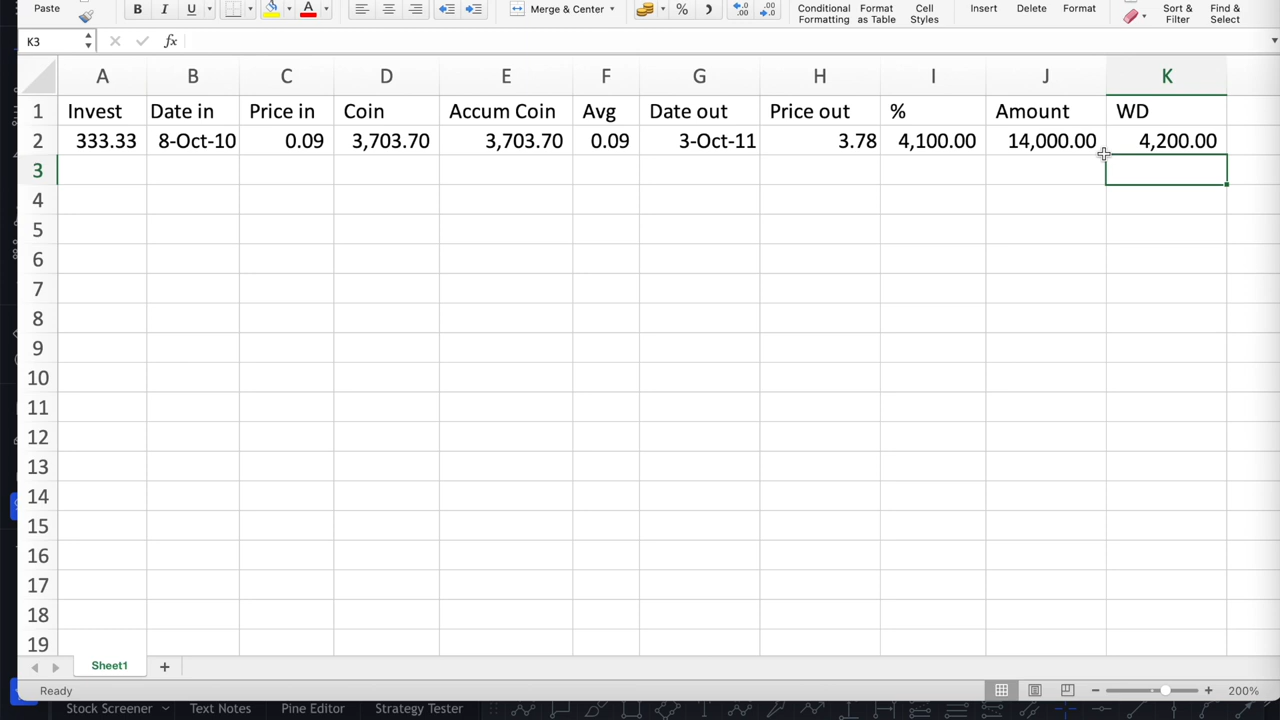 Paste B I U Merge & Center % Conditional Formatting Format as Table Cell Styles Insert Delete Format Sort & Filter Find & Select
K3 fx
A B C D E F G H I J K
1 Invest Date in Price in Coin Accum Coin Avg Date out Price out % Amount WD
2 333.33 8-Oct-10 0.09 3,703.70 3,703.70 0.09 3-Oct-11 3.78 4,100.00 14,000.00 4,200.00
3
4
5
6
7
8
9
10
11
12
13
14
15
16
17
18
19
Sheet1 +
Ready 200%
Stock Screener Text Notes Pine Editor Strategy Tester